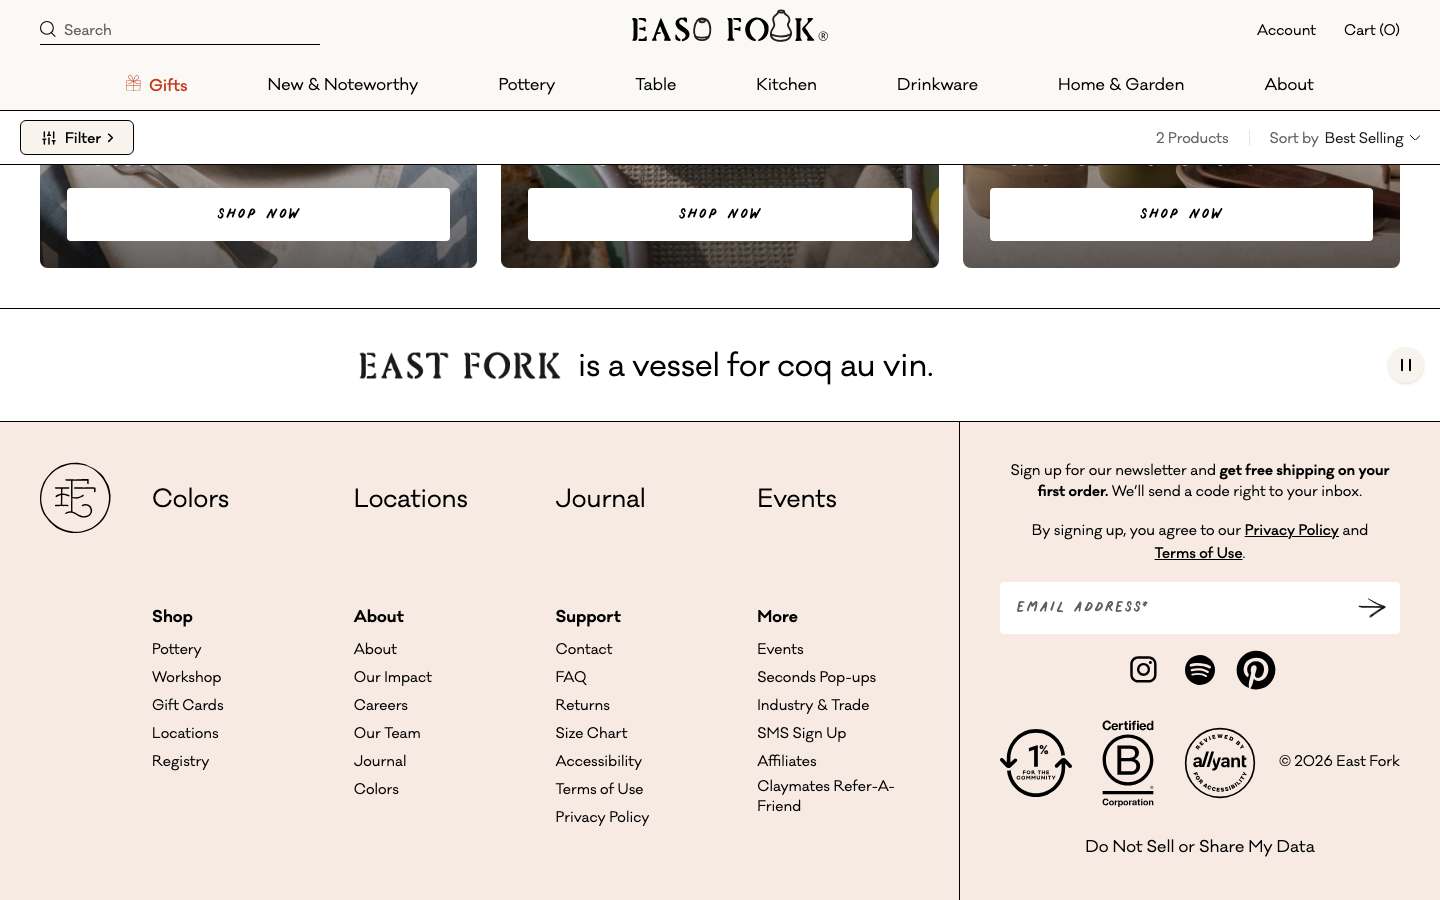 Search
EAST FORK®
Account
Cart (0)
Gifts
New & Noteworthy
Pottery
Table
Kitchen
Drinkware
Home & Garden
About
Filter
2 Products
Sort by Best Selling
SHOP NOW
SHOP NOW
SHOP NOW
EAST FORK is a vessel for coq au vin.
Colors
Locations
Journal
Events
Shop
Pottery
Workshop
Gift Cards
Locations
Registry
About
About
Our Impact
Careers
Our Team
Journal
Colors
Support
Contact
FAQ
Returns
Size Chart
Accessibility
Terms of Use
Privacy Policy
More
Events
Seconds Pop-ups
Industry & Trade
SMS Sign Up
Affiliates
Claymates Refer-A-
Friend
Sign up for our newsletter and get free shipping on your
first order. We'll send a code right to your inbox.
By signing up, you agree to our Privacy Policy and
Terms of Use.
EMAIL ADDRESS*
1%
FOR THE
COMMUNITY
Certified
B
®
Corporation
REVIEWED BY
allyant
FOR ACCESSIBILITY
© 2026 East Fork
Do Not Sell or Share My Data